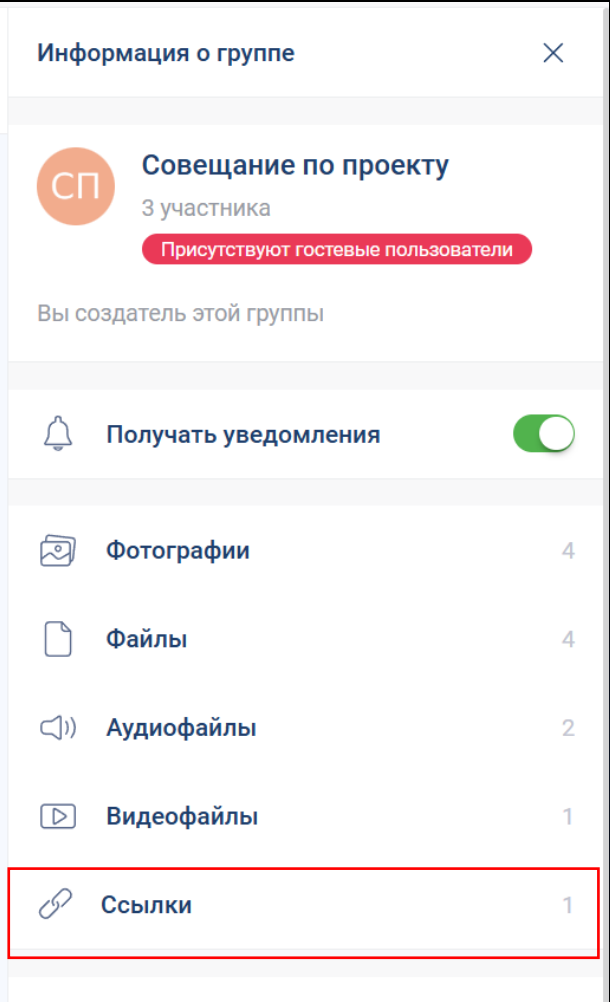 Информация о группе
СП
Совещание по проекту
3 участника
Присутствуют гостевые пользователи
Вы создатель этой группы
Получать уведомления
Фотографии 4
Файлы 4
Аудиофайлы 2
Видеофайлы 1
Ссылки 1